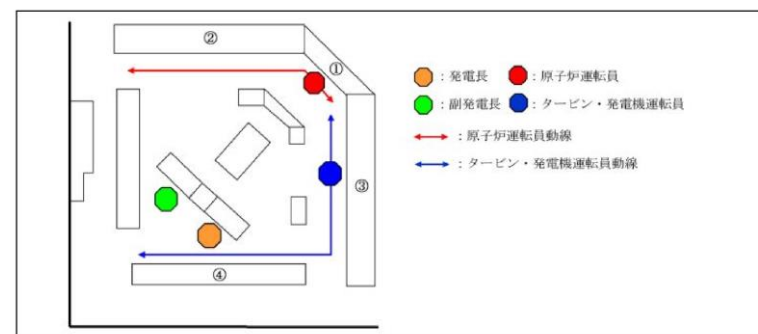 ②
①
③
④
：発電長
：原子炉運転員
：副発電長
：タービン・発電機運転員
：原子炉運転員動線
：タービン・発電機運転員動線